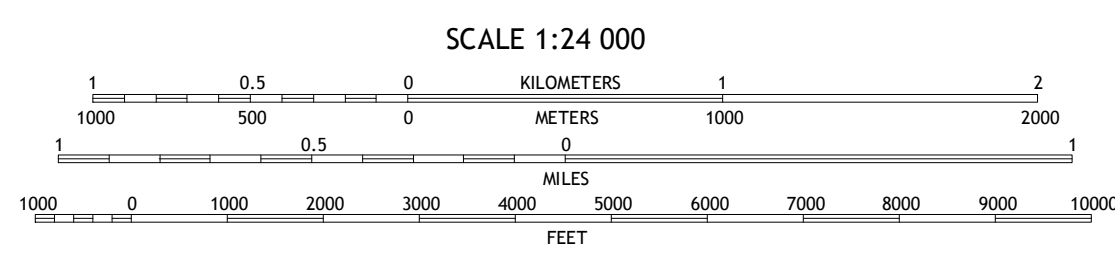 SCALE 1:24 000
1 0.5 0 KILOMETERS 1 2
1000 500 0 METERS 1000 2000
1 0.5 0 1
MILES
1000 0 1000 2000 3000 4000 5000 6000 7000 8000 9000 10000
FEET